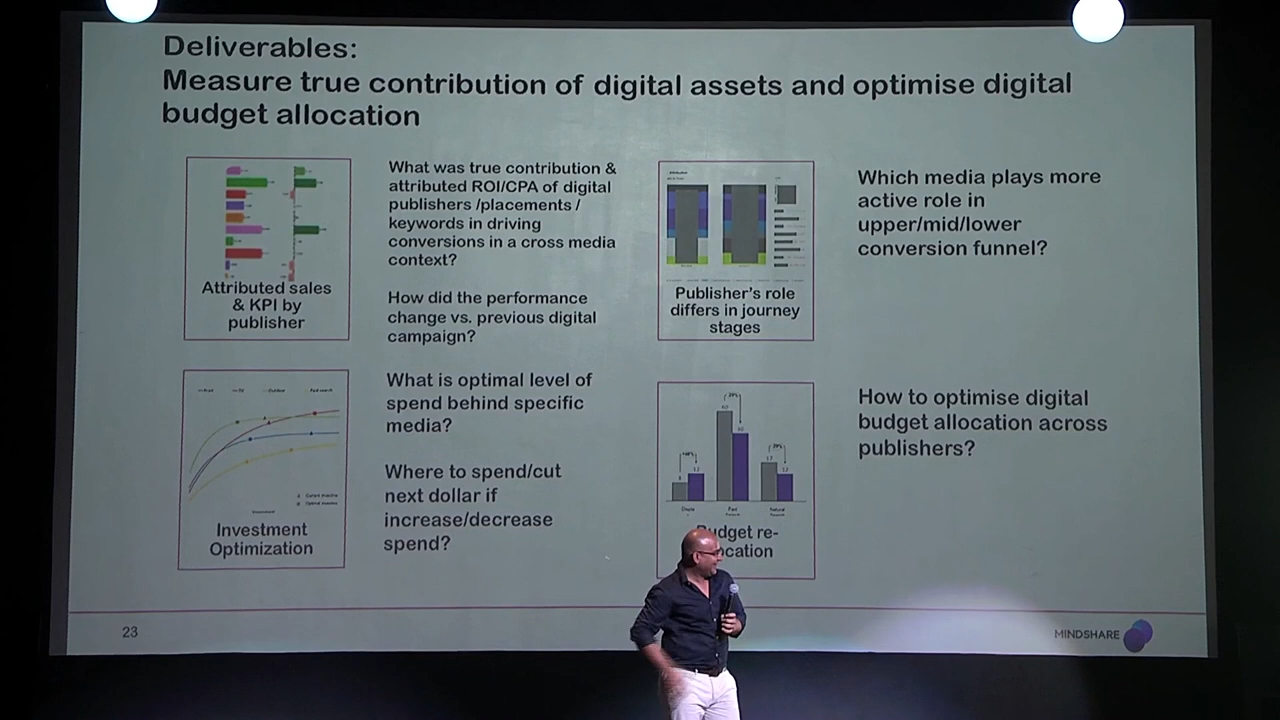 Deliverables:
Measure true contribution of digital assets and optimise digital
budget allocation
Attributed sales
& KPI by
publisher
What was true contribution &
attributed ROI/CPA of digital
publishers /placements /
keywords in driving
conversions in a cross media
context?
How did the performance
change vs. previous digital
campaign?
Publisher's role
differs in journey
stages
Which media plays more
active role in
upper/mid/lower
conversion funnel?
Investment
Optimization
What is optimal level of
spend behind specific
media?
Where to spend/cut
next dollar if
increase/decrease
spend?
Budget re-
cation
How to optimise digital
budget allocation across
publishers?
23
MINDSHARE